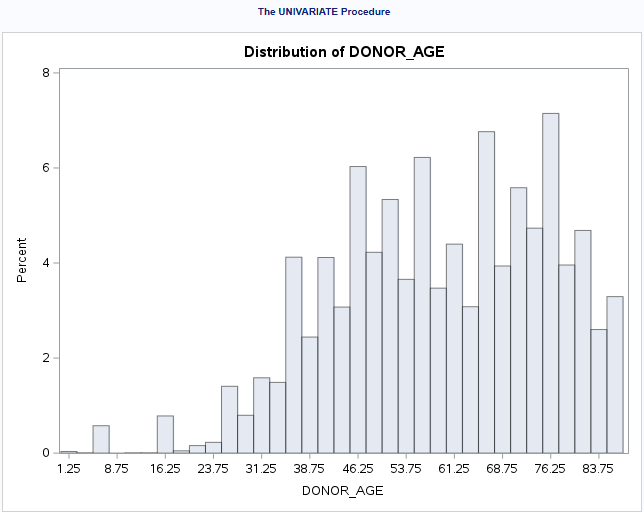 The UNIVARIATE Procedure
Distribution of DONOR_AGE
8
6
4
2
0
Percent
1.25 8.75 16.25 23.75 31.25 38.75 46.25 53.75 61.25 68.75 76.25 83.75
DONOR_AGE